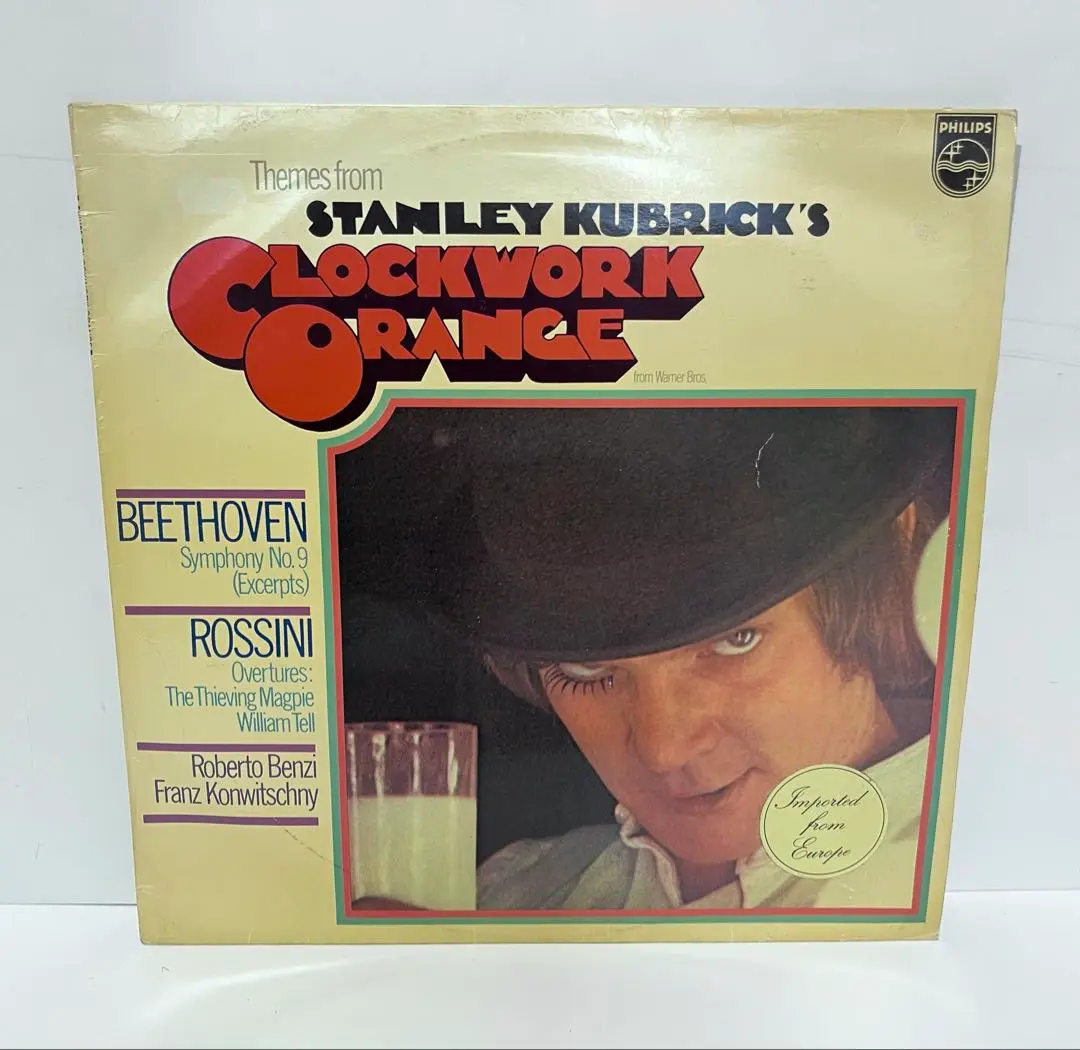 PHILIPS
Themes from
STANLEY KUBRICK'S
CLOCKWORK
ORANGE
from Warner Bros.
BEETHOVEN
Symphony No. 9
(Excerpts)
ROSSINI
Overtures:
The Thieving Magpie
William Tell
Roberto Benzi
Franz Konwitschny
Imported
from
Europe